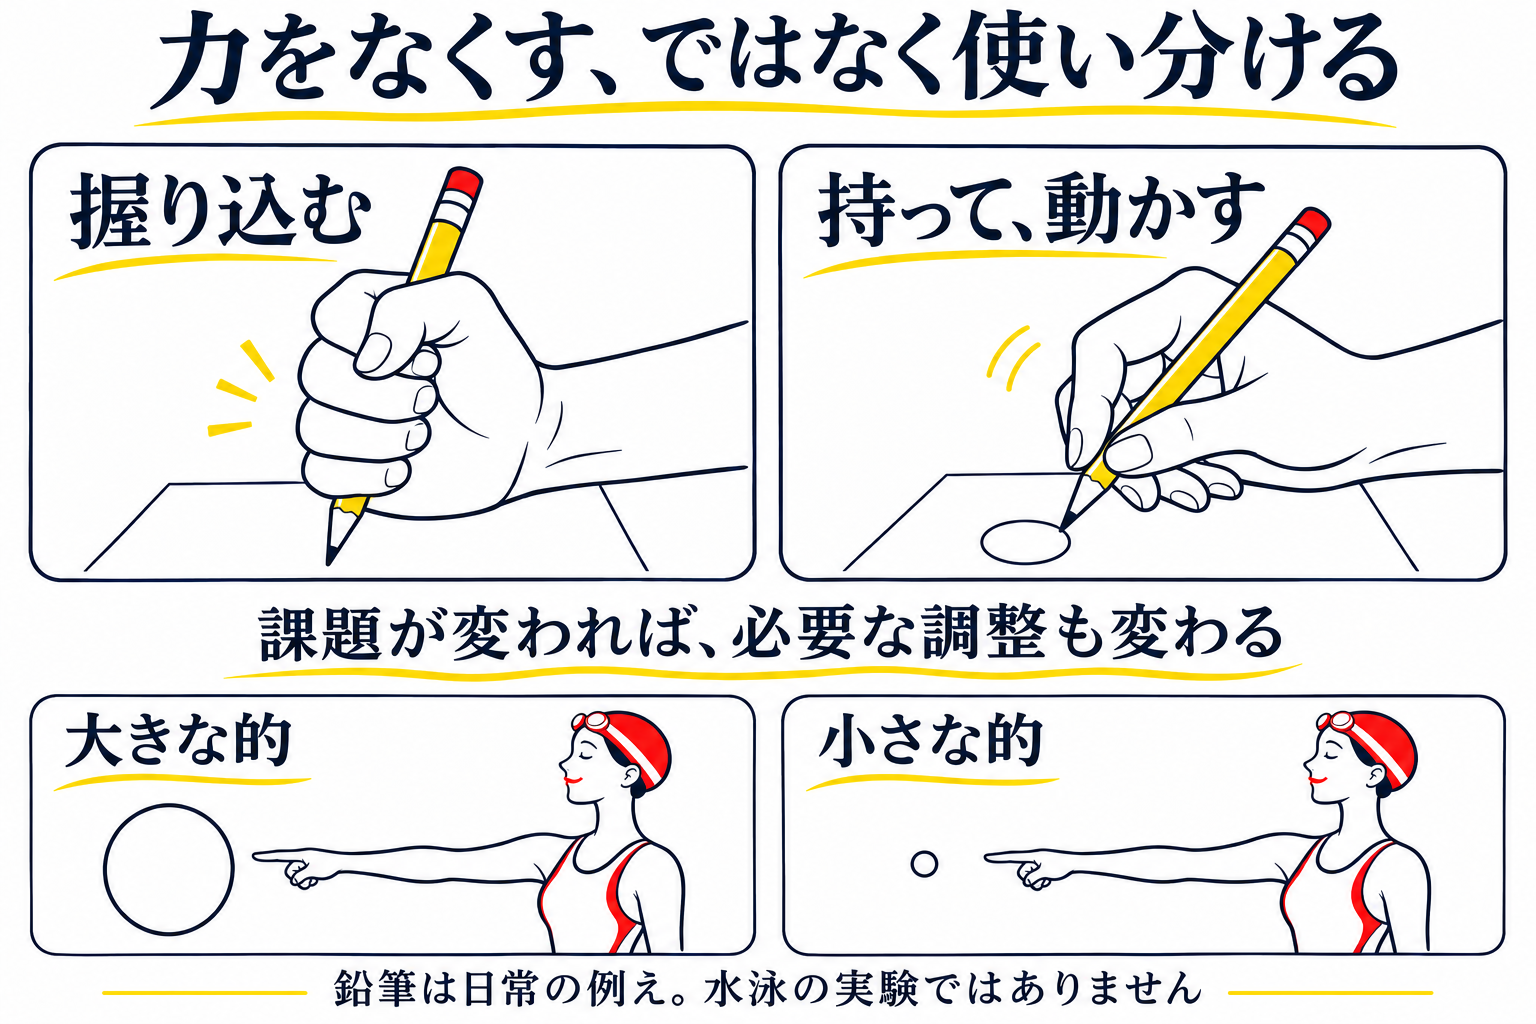 力をなくす、ではなく使い分ける
握り込む
持って、動かす
課題が変われば、必要な調整も変わる
大きな的
小さな的
鉛筆は日常の例え。水泳の実験ではありません